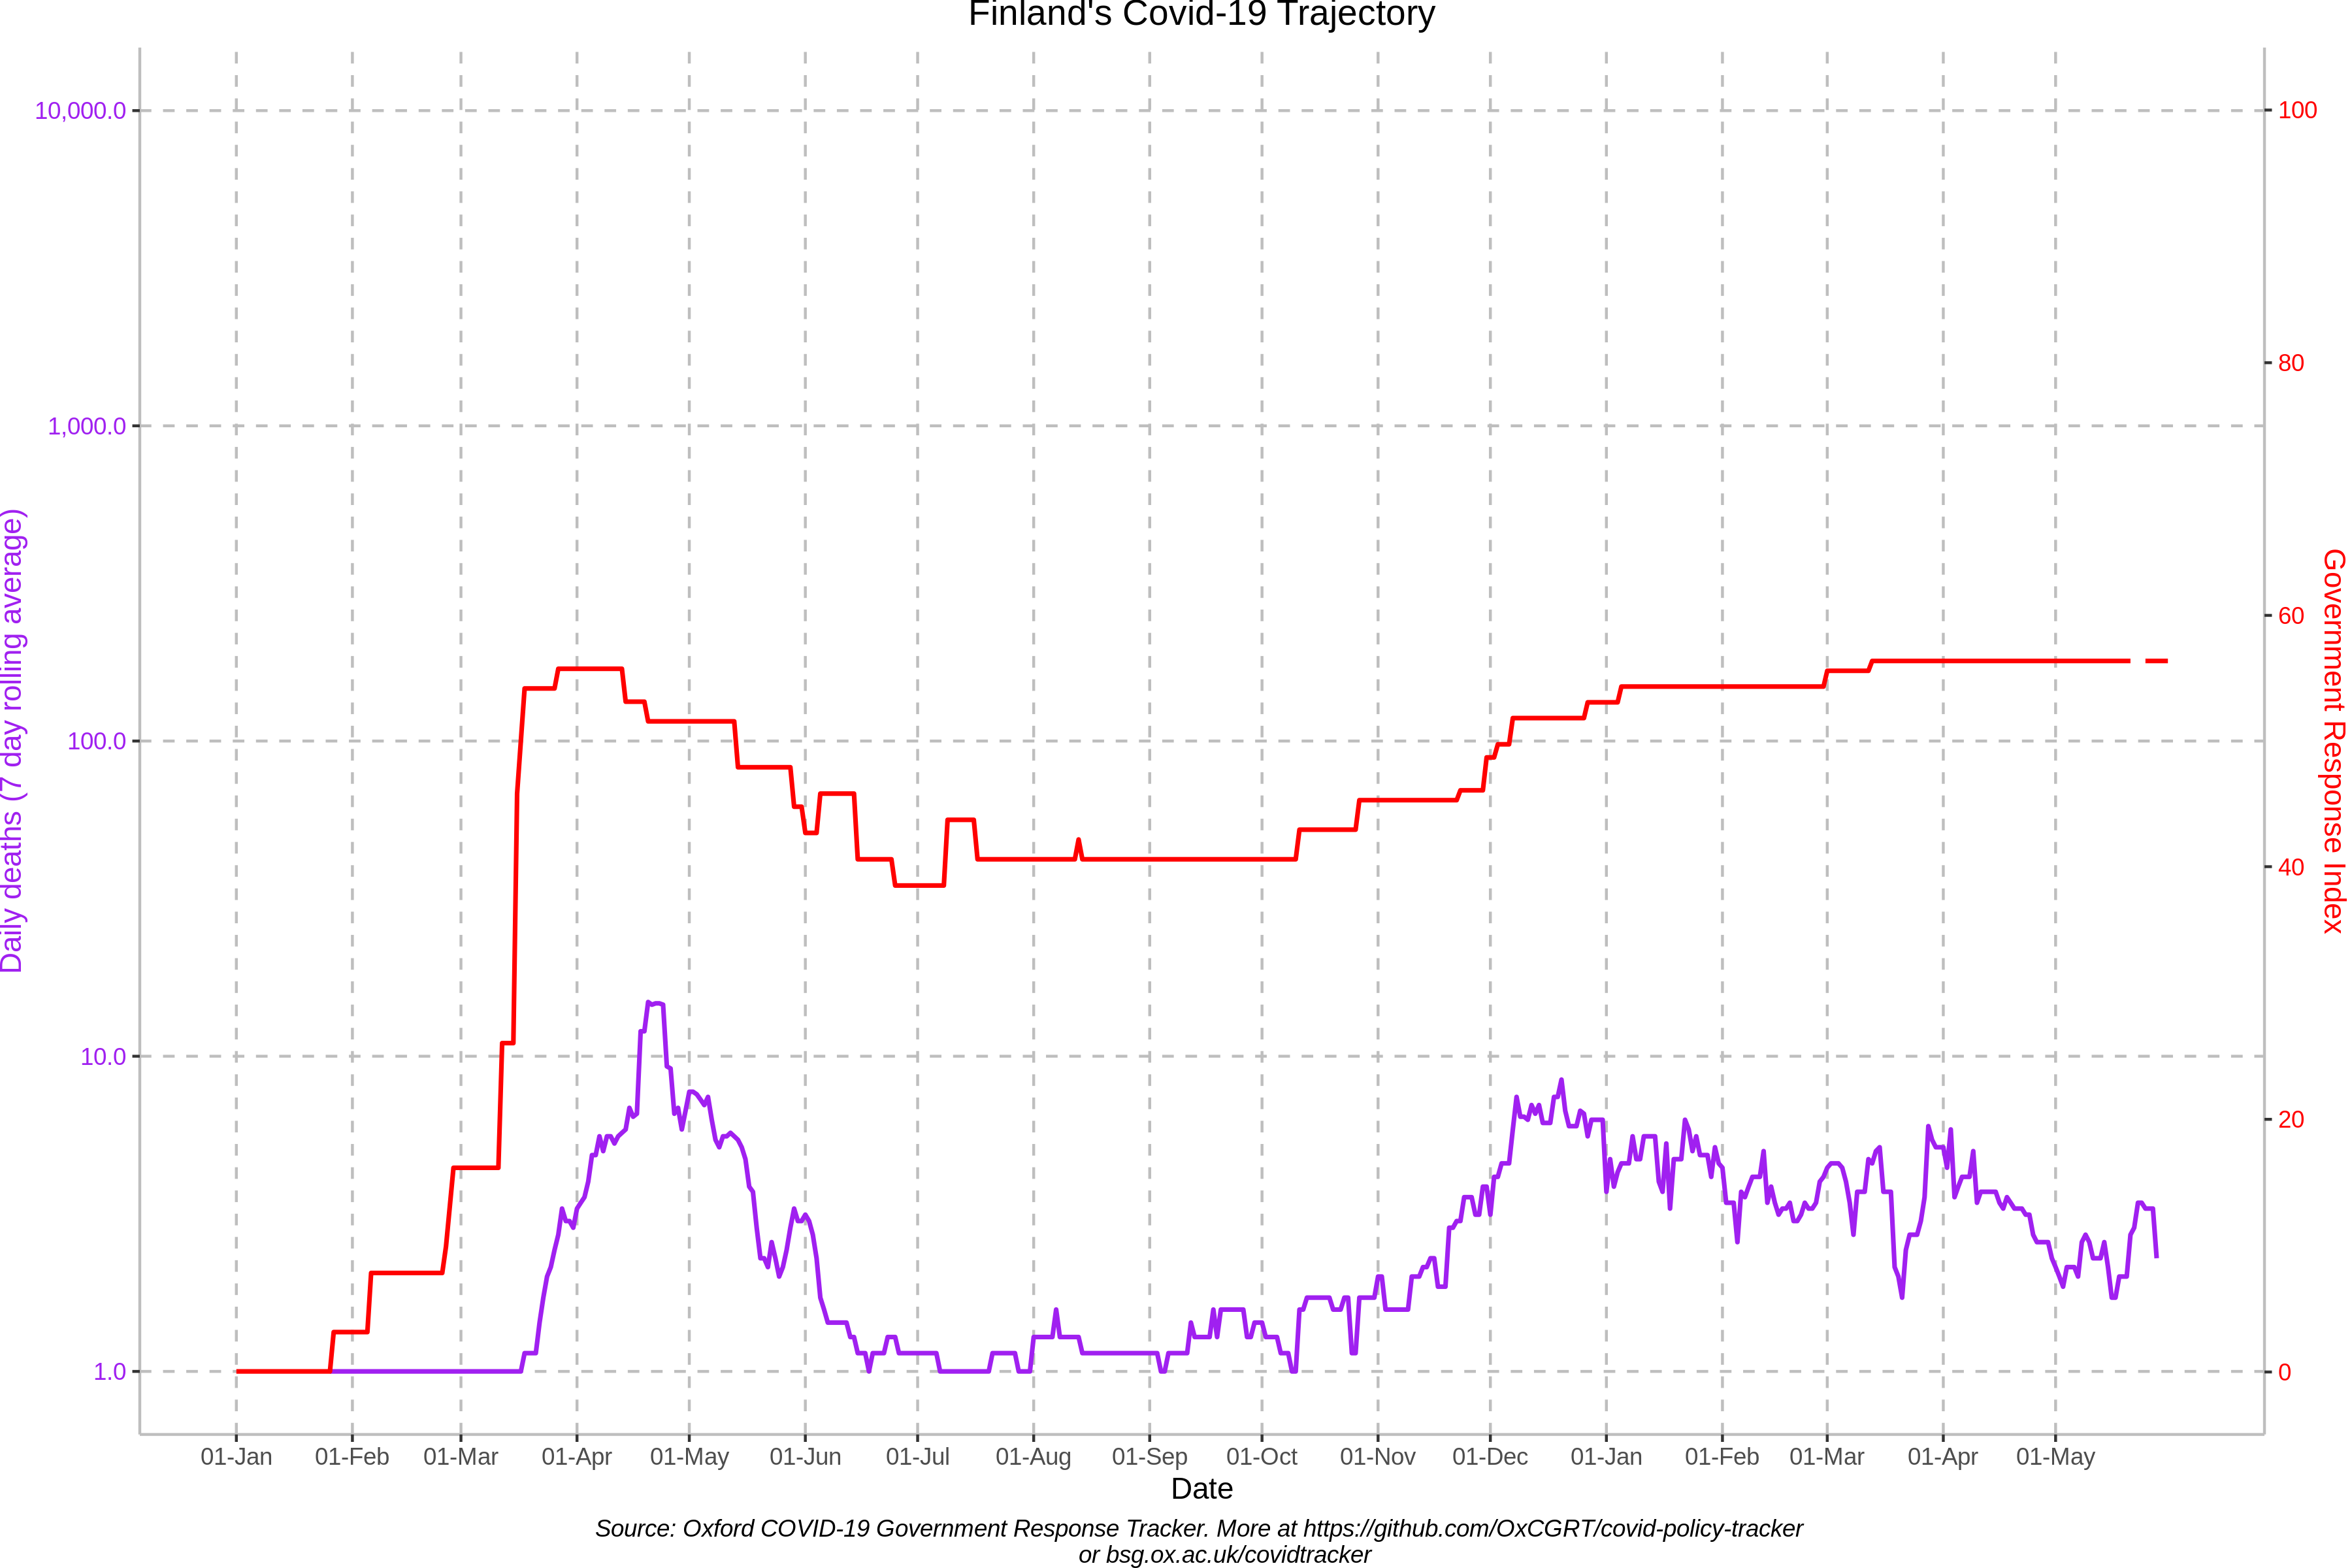 Finland's Covid-19 Trajectory
10,000.0
1,000.0
100.0
10.0
1.0
Daily deaths (7 day rolling average)
100
80
60
40
20
0
Government Response Index
01-Jan 01-Feb 01-Mar 01-Apr 01-May 01-Jun 01-Jul 01-Aug 01-Sep 01-Oct 01-Nov 01-Dec 01-Jan 01-Feb 01-Mar 01-Apr 01-May
Date
Source: Oxford COVID-19 Government Response Tracker. More at https://github.com/OxCGRT/covid-policy-tracker
or bsg.ox.ac.uk/covidtracker